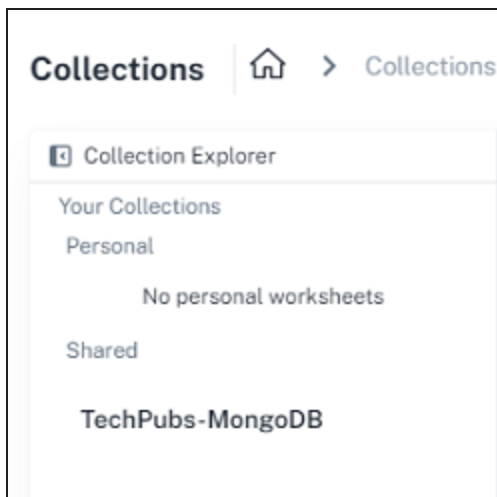 Collections Collections
Collection Explorer
Your Collections
Personal
No personal worksheets
Shared
TechPubs-MongoDB